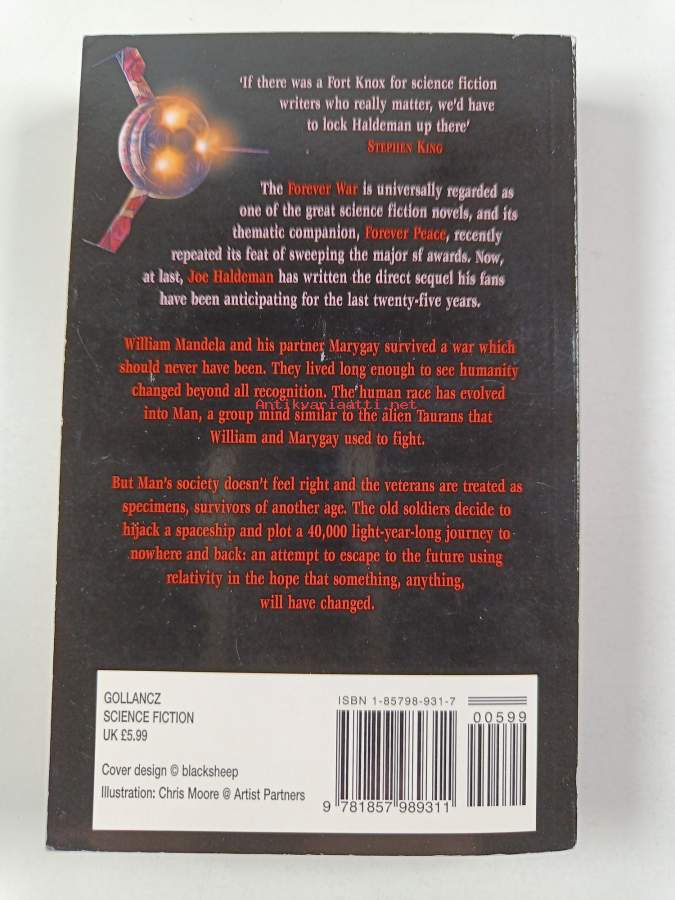 'If there was a Fort Knox for science fiction
writers who really matter, we'd have
to lock Haldeman up there'
STEPHEN KING
The Forever War is universally regarded as
one of the great science fiction novels, and its
thematic companion, Forever Peace, recently
repeated its feat of sweeping the major sf awards. Now,
at last, Joe Haldeman has written the direct sequel his fans
have been anticipating for the last twenty-five years.
William Mandela and his partner Marygay survived a war which
should never have been. They lived long enough to see humanity
changed beyond all recognition. The human race has evolved
Antikvariaatti.net
into Man, a group mind similar to the alien Taurans that
William and Marygay used to fight.
But Man's society doesn't feel right and the veterans are treated as
specimens, survivors of another age. The old soldiers decide to
hijack a spaceship and plot a 40,000 light-year-long journey to
nowhere and back: an attempt to escape to the future using
relativity in the hope that something, anything,
will have changed.
GOLLANCZ
SCIENCE FICTION
UK £5.99
Cover design © blacksheep
Illustration: Chris Moore @ Artist Partners
ISBN 1-85798-931-7
00599
9 781857 989311